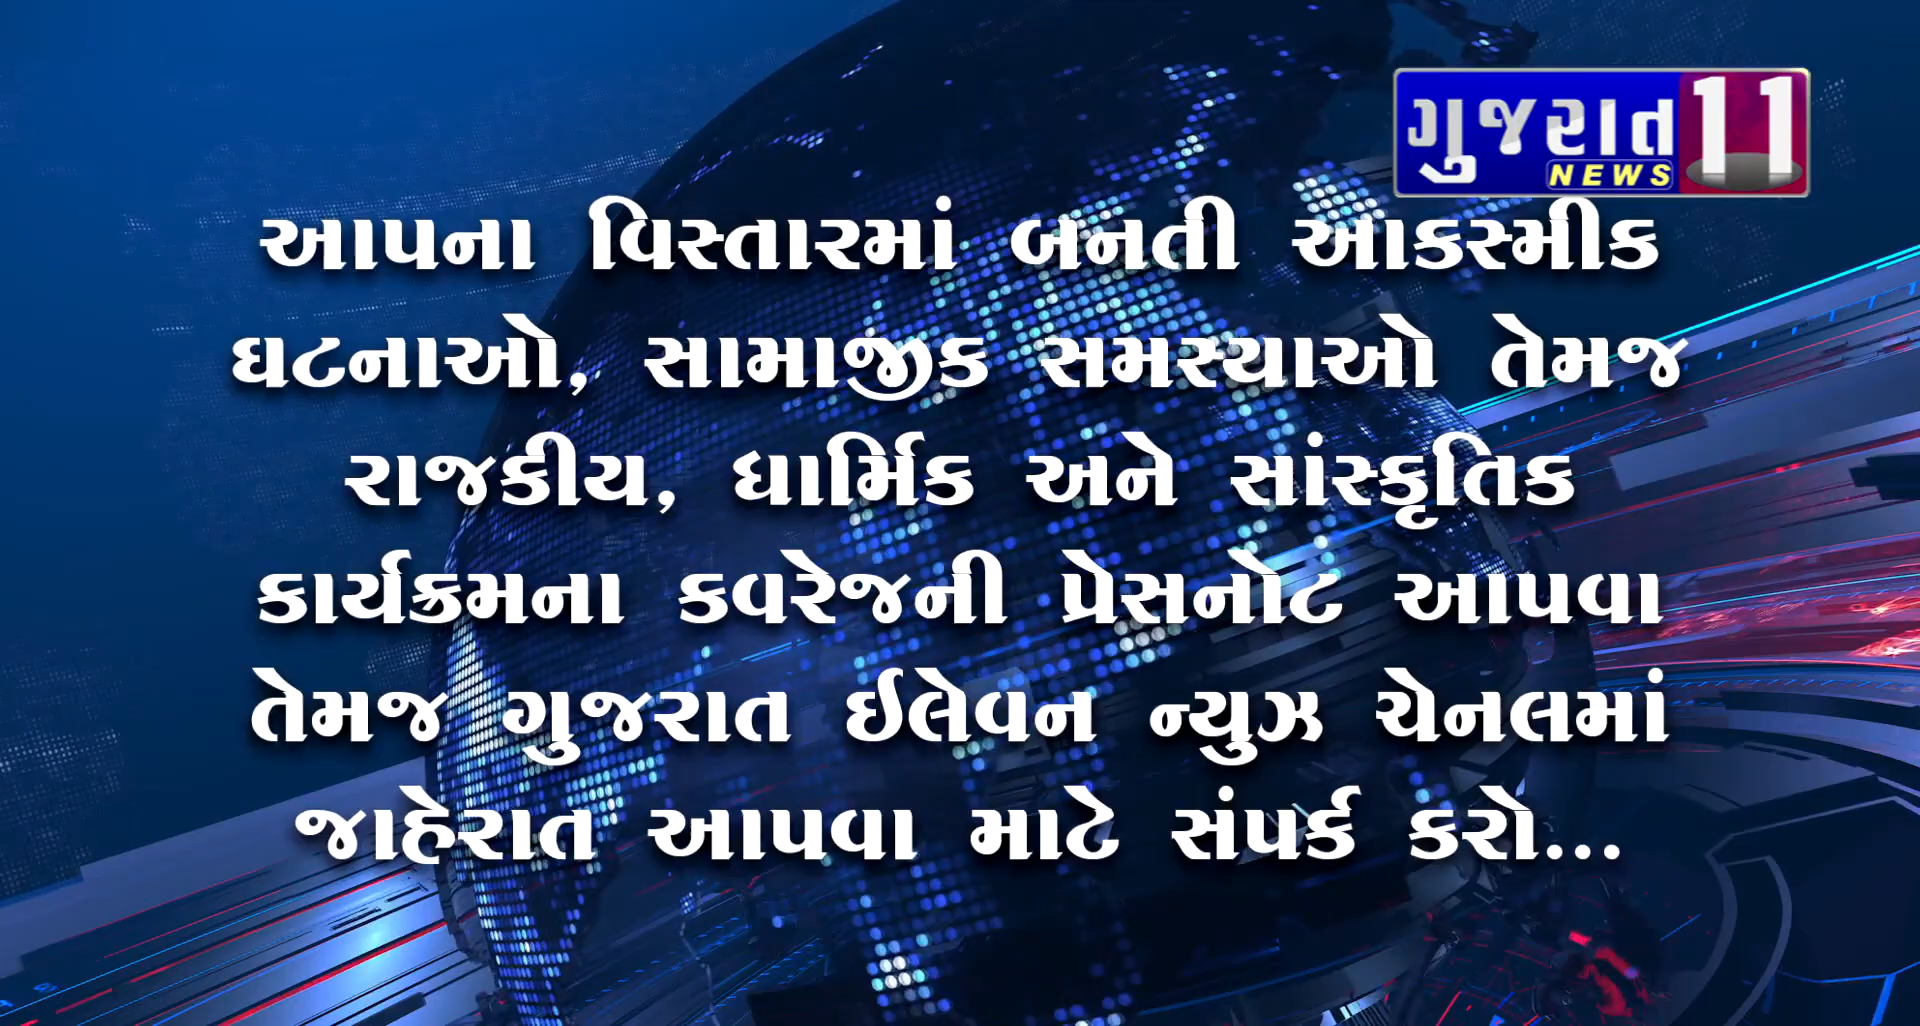 ગુજરાત 11
NEWS
આપના વિસ્તારમાં બનતી આકસ્મીક
ઘટનાઓ, સામાજીક સમસ્યાઓ તેમજ
રાજકીય, ધાર્મિક અને સાંસ્કૃતિક
કાર્યક્રમના કવરેજની પ્રેસનોટ આપવા
તેમજ ગુજરાત ઈલેવન ન્યુઝ ચેનલમાં
જાહેરાત આપવા માટે સંપર્ક કરો...